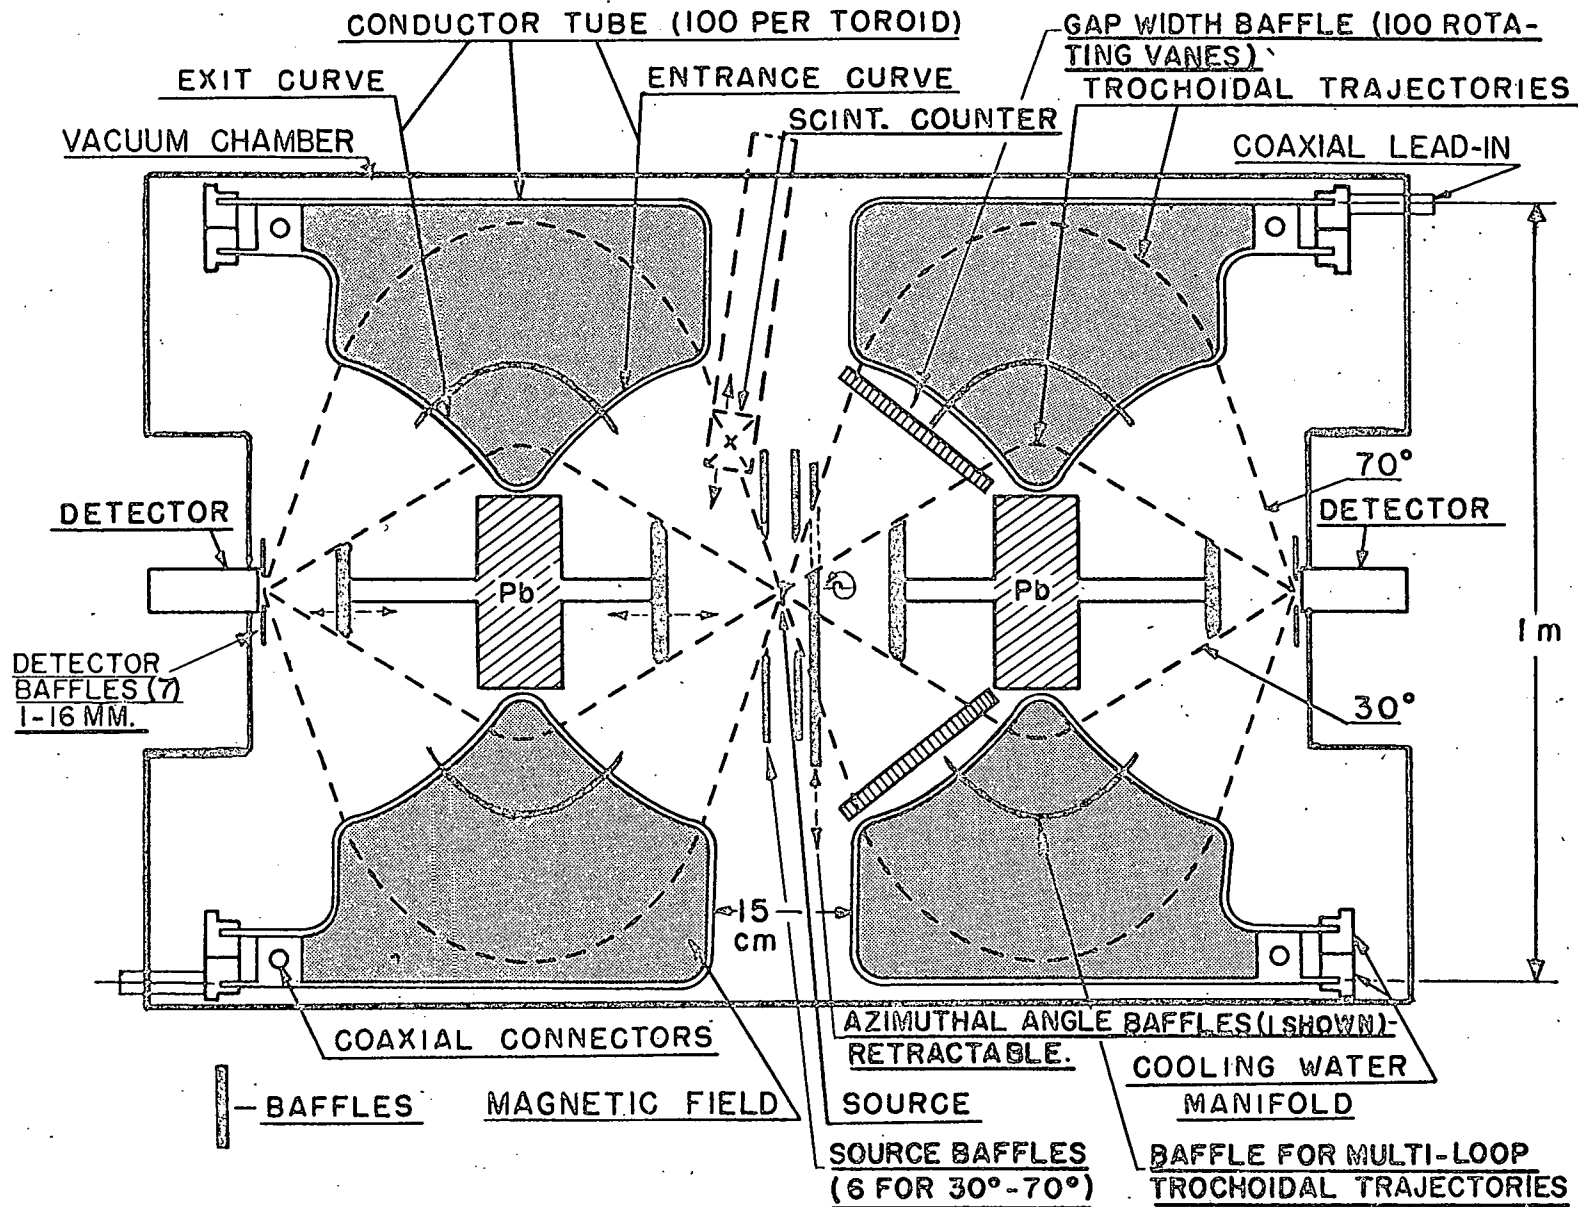 CONDUCTOR TUBE (100 PER TOROID)
GAP WIDTH BAFFLE (100 ROTA-
TING VANES)
EXIT CURVE
ENTRANCE CURVE
TROCHOIDAL TRAJECTORIES
SCINT. COUNTER
VACUUM CHAMBER
COAXIAL LEAD-IN
x
70°
DETECTOR
DETECTOR
Pb
Pb
1m
DETECTOR
BAFFLES (7)
1-16 MM.
30°
15
cm
COAXIAL CONNECTORS
AZIMUTHAL ANGLE BAFFLES (1 SHOWN)-
RETRACTABLE.
COOLING WATER
MANIFOLD
- BAFFLES
MAGNETIC FIELD
SOURCE
SOURCE BAFFLES
(6 FOR 30°-70°)
BAFFLE FOR MULTI-LOOP
TROCHOIDAL TRAJECTORIES